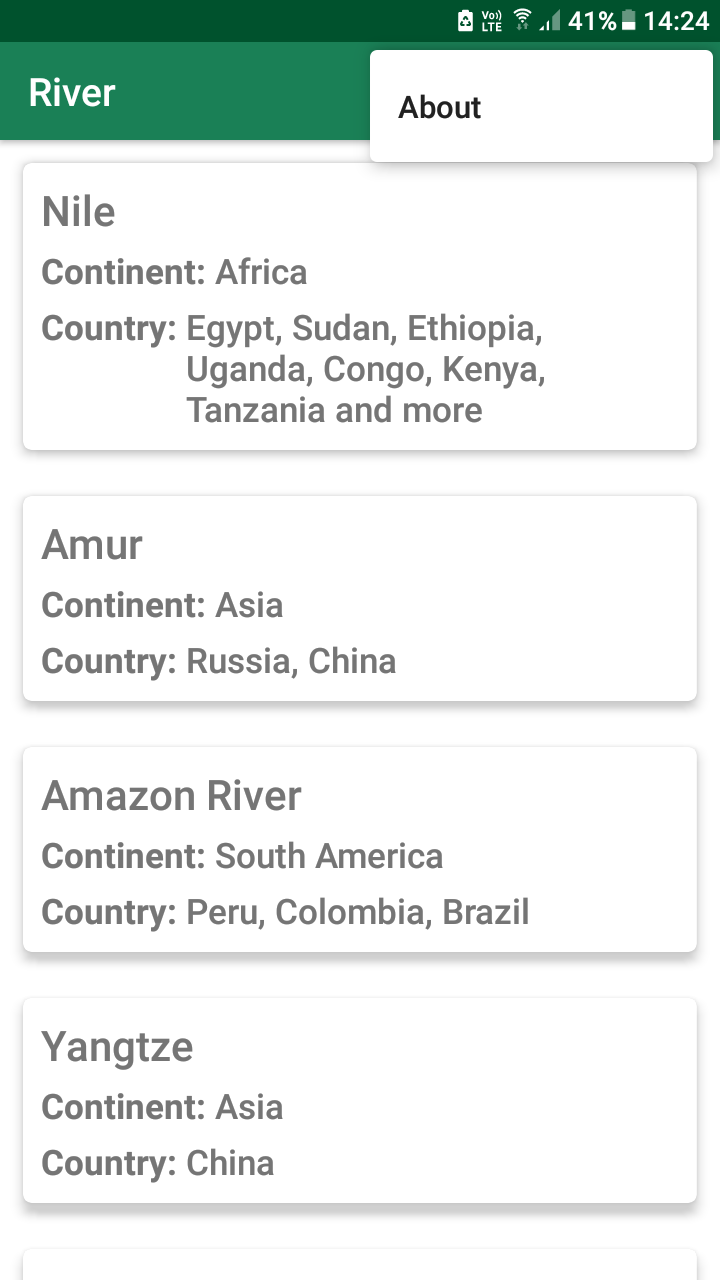 Vo)) LTE 41% 14:24
River
About
Nile
Continent: Africa
Country: Egypt, Sudan, Ethiopia,
Uganda, Congo, Kenya,
Tanzania and more
Amur
Continent: Asia
Country: Russia, China
Amazon River
Continent: South America
Country: Peru, Colombia, Brazil
Yangtze
Continent: Asia
Country: China